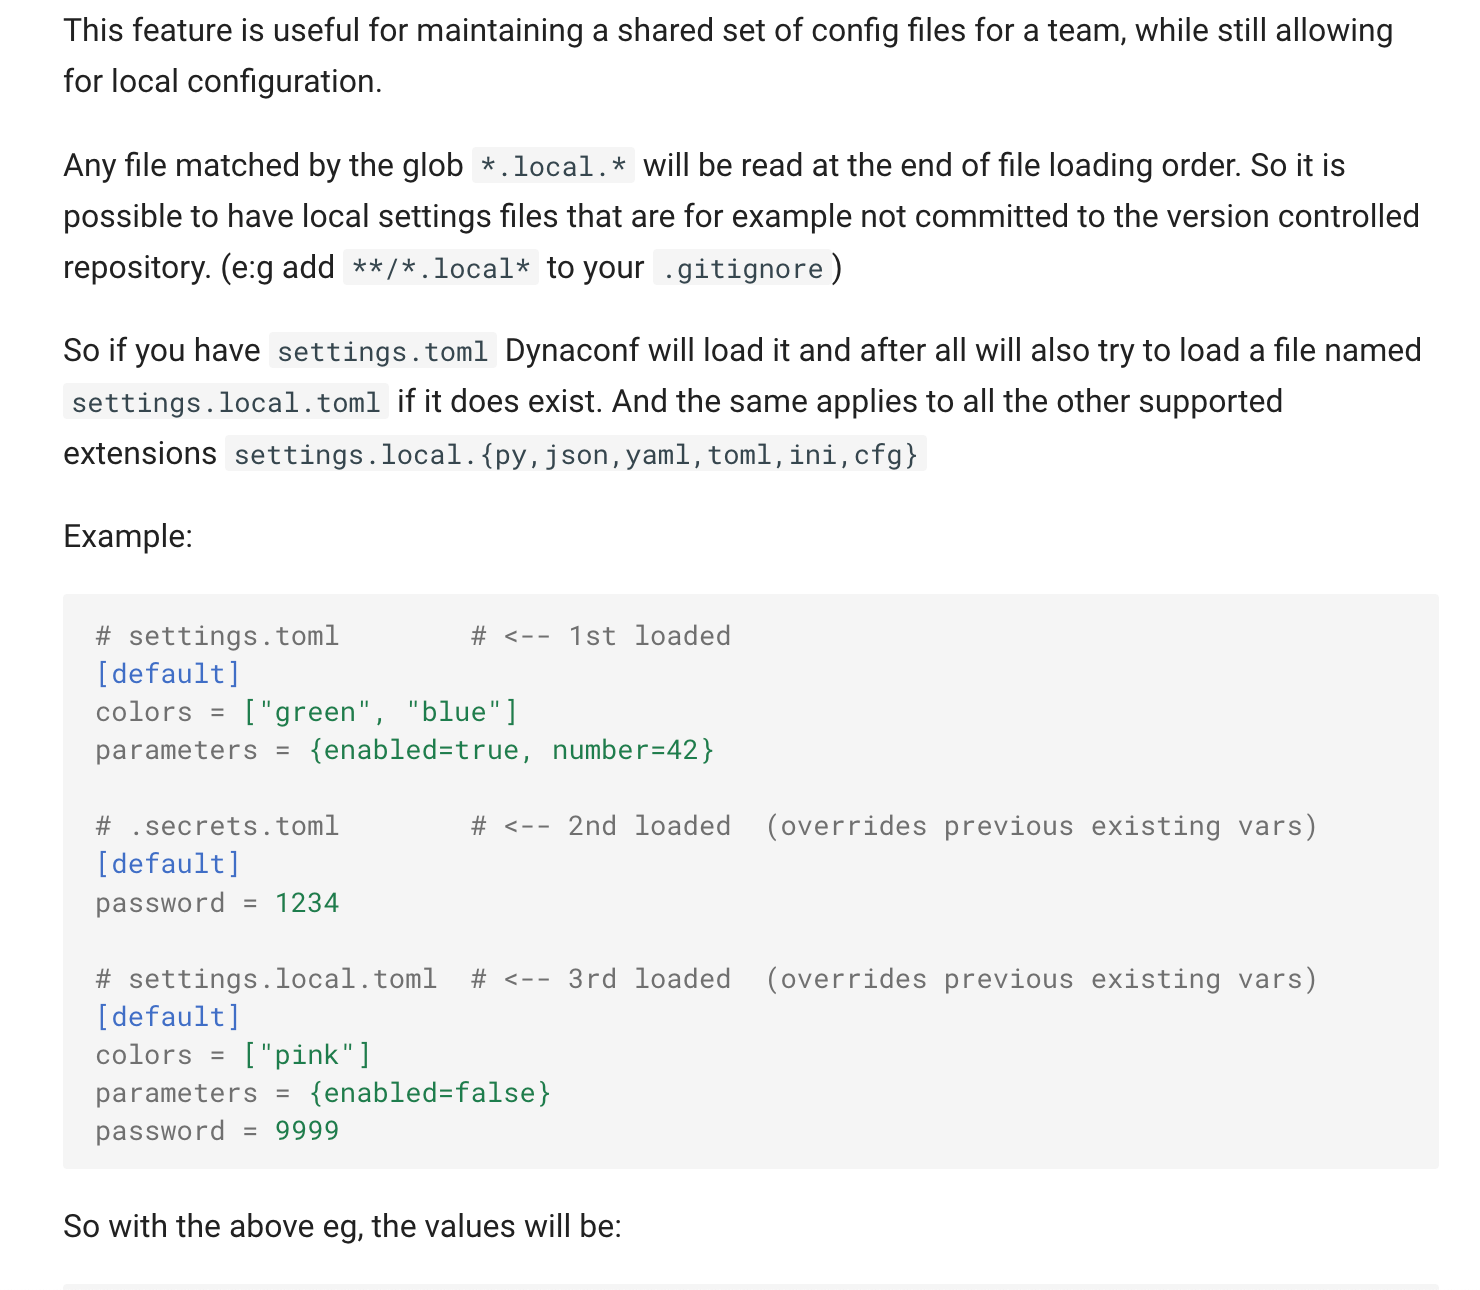 This feature is useful for maintaining a shared set of config files for a team, while still allowing
for local configuration.
Any file matched by the glob *.local.* will be read at the end of file loading order. So it is
possible to have local settings files that are for example not committed to the version controlled
repository. (e:g add **/*.local* to your .gitignore)
So if you have settings.toml Dynaconf will load it and after all will also try to load a file named
settings.local.toml if it does exist. And the same applies to all the other supported
extensions settings.local.{py,json,yaml,toml,ini,cfg}
Example:
# settings.toml        # <-- 1st loaded
[default]
colors = ["green", "blue"]
parameters = {enabled=true, number=42}
# .secrets.toml        # <-- 2nd loaded  (overrides previous existing vars)
[default]
password = 1234
# settings.local.toml  # <-- 3rd loaded  (overrides previous existing vars)
[default]
colors = ["pink"]
parameters = {enabled=false}
password = 9999
So with the above eg, the values will be: